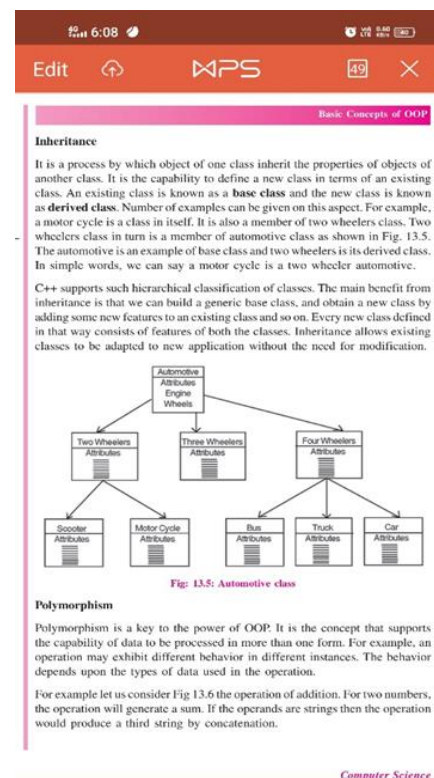 4G 6:08
VoLTE 0.60 KB/s 40
Edit WPS 49
Basic Concepts of OOP
Inheritance
It is a process by which object of one class inherit the properties of objects of
another class. It is the capability to define a new class in terms of an existing
class. An existing class is known as a base class and the new class is known
as derived class. Number of examples can be given on this aspect. For example,
a motor cycle is a class in itself. It is also a member of two wheelers class. Two
wheelers class in turn is a member of automotive class as shown in Fig. 13.5.
The automotive is an example of base class and two wheelers is its derived class.
In simple words, we can say a motor cycle is a two wheeler automotive.
C++ supports such hierarchical classification of classes. The main benefit from
inheritance is that we can build a generic base class, and obtain a new class by
adding some new features to an existing class and so on. Every new class defined
in that way consists of features of both the classes. Inheritance allows existing
classes to be adapted to new application without the need for modification.
Automotive
Attributes
Engine
Wheels
Two Wheelers Three Wheelers Four Wheelers
Attributes Attributes Attributes
Scooter Motor Cycle Bus Truck Car
Attributes Attributes Attributes Attributes Attributes
Fig: 13.5: Automotive class
Polymorphism
Polymorphism is a key to the power of OOP. It is the concept that supports
the capability of data to be processed in more than one form. For example, an
operation may exhibit different behavior in different instances. The behavior
depends upon the types of data used in the operation.
For example let us consider Fig 13.6 the operation of addition. For two numbers,
the operation will generate a sum. If the operands are strings then the operation
would produce a third string by concatenation.
Computer Science